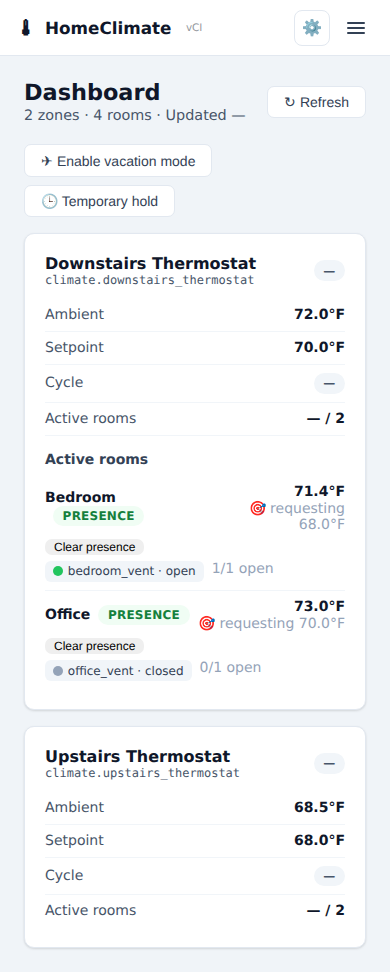 HomeClimate vCI
Dashboard
2 zones · 4 rooms · Updated —
↻ Refresh
✈ Enable vacation mode
🕒 Temporary hold
Downstairs Thermostat
climate.downstairs_thermostat
—
Ambient 72.0°F
Setpoint 70.0°F
Cycle —
Active rooms — / 2
Active rooms
Bedroom PRESENCE
71.4°F
🎯 requesting
68.0°F
Clear presence
bedroom_vent · open 1/1 open
Office PRESENCE
73.0°F
🎯 requesting 70.0°F
Clear presence
office_vent · closed 0/1 open
Upstairs Thermostat
climate.upstairs_thermostat
—
Ambient 68.5°F
Setpoint 68.0°F
Cycle —
Active rooms — / 2